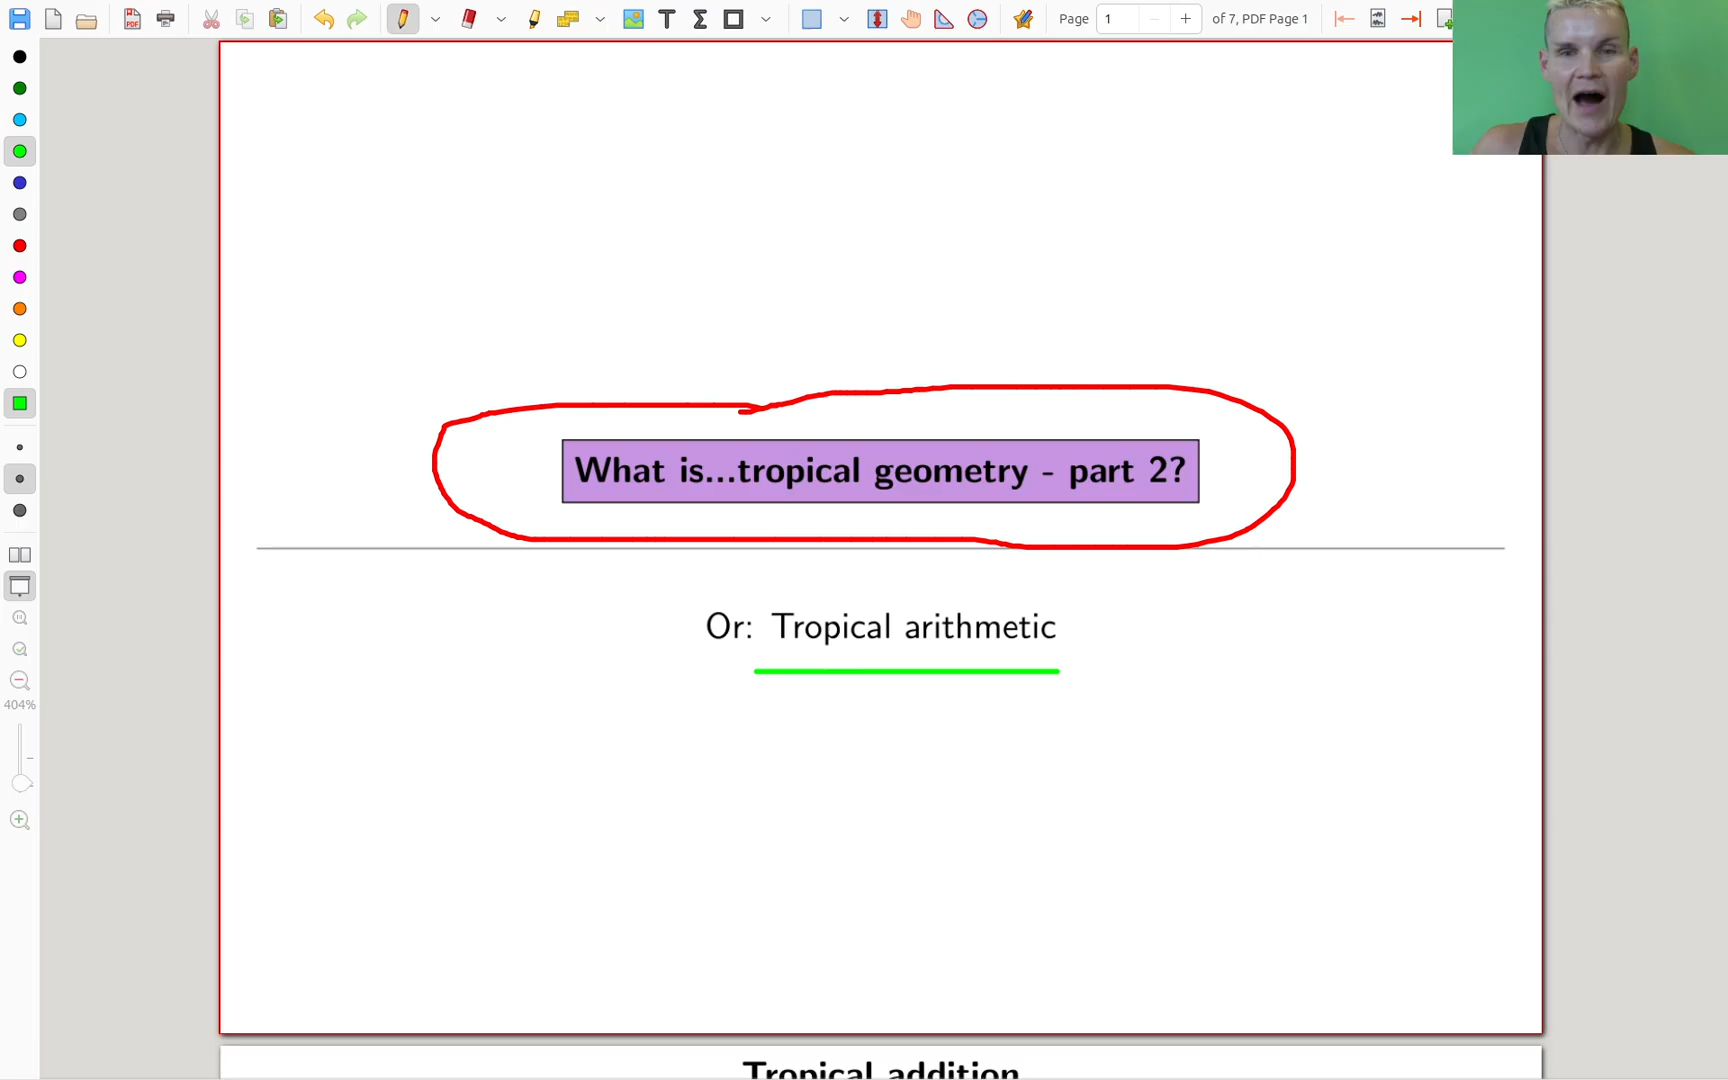 Page 1 of 7, PDF Page 1
What is...tropical geometry - part 2?
Or: Tropical arithmetic
404%
Tropical addition